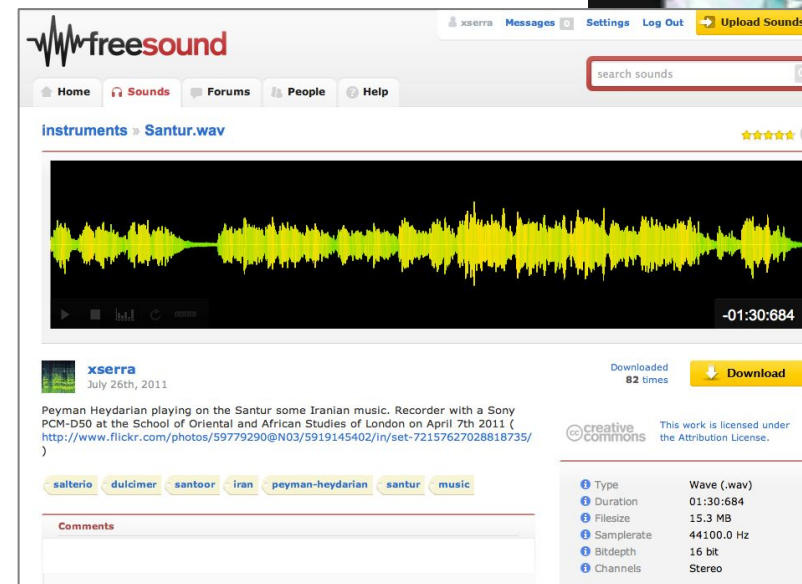 freesound
xserra Messages 0 Settings Log Out Upload Sounds
search sounds
Home Sounds Forums People Help
instruments » Santur.wav
-01:30:684
xserra
July 26th, 2011
Downloaded
82 times
Download
Peyman Heydarian playing on the Santur some Iranian music. Recorder with a Sony
PCM-D50 at the School of Oriental and African Studies of London on April 7th 2011 (
http://www.flickr.com/photos/59779290@N03/5919145402/in/set-72157627028818735/
)
cc creative commons
This work is licensed under
the Attribution License.
salterio dulcimer santoor iran peyman-heydarian santur music
Comments
Type Wave (.wav)
Duration 01:30:684
Filesize 15.3 MB
Samplerate 44100.0 Hz
Bitdepth 16 bit
Channels Stereo